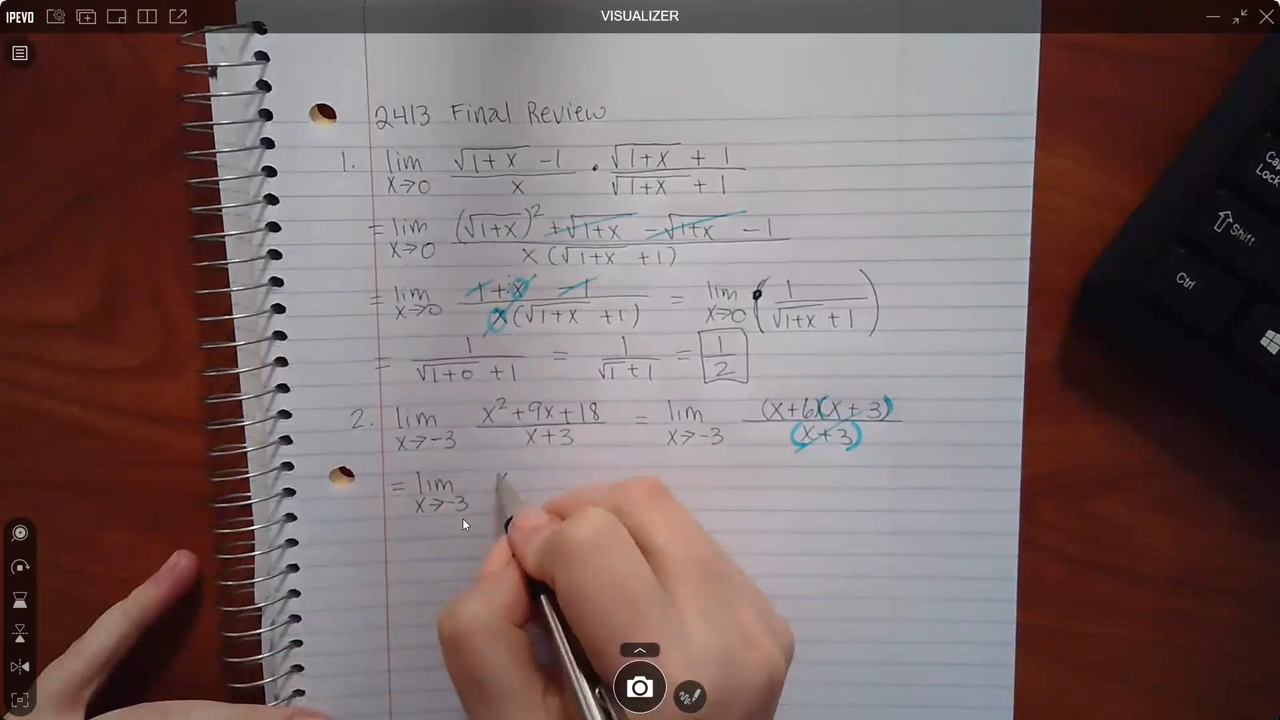 IPEVO
VISUALIZER
2413 Final Review
1. lim x→0 (√(1+x) - 1)/x · (√(1+x) + 1)/(√(1+x) + 1)
= lim x→0 ((√(1+x))² + √(1+x) - √(1+x) - 1)/(x(√(1+x) + 1))
= lim x→0 (1+x - 1)/(x(√(1+x) + 1)) = lim x→0 (1/(√(1+x) + 1))
= 1/(√(1+0) + 1) = 1/(√1 + 1) = 1/2
2. lim x→-3 (x²+9x+18)/(x+3) = lim x→-3 ((x+6)(x+3))/(x+3)
= lim x→-3
Shift
Ctrl